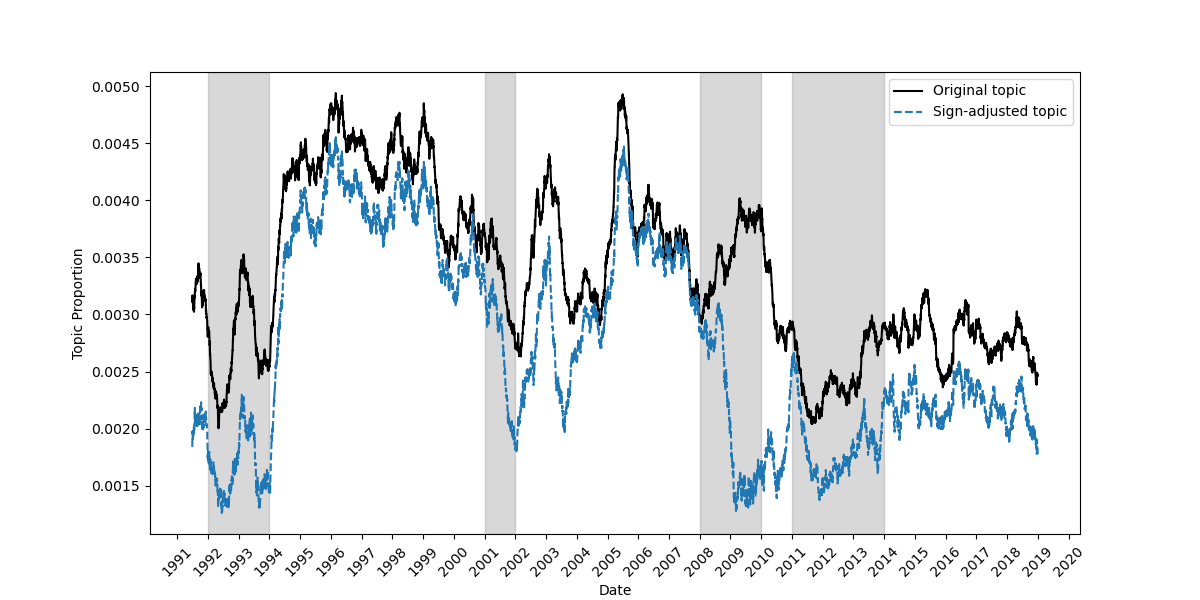 Original topic
Sign-adjusted topic
Topic Proportion
0.0050
0.0045
0.0040
0.0035
0.0030
0.0025
0.0020
0.0015
1991 1992 1993 1994 1995 1996 1997 1998 1999 2000 2001 2002 2003 2004 2005 2006 2007 2008 2009 2010 2011 2012 2013 2014 2015 2016 2017 2018 2019 2020
Date